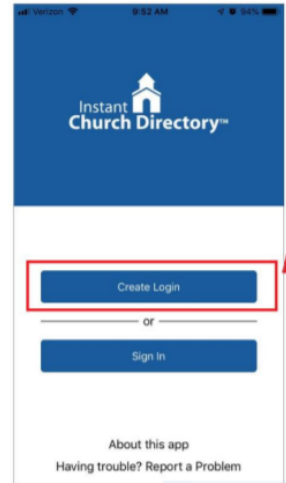 Verizon 9:52 AM 94%
Instant
Church Directory™
Create Login
or
Sign In
About this app
Having trouble? Report a Problem